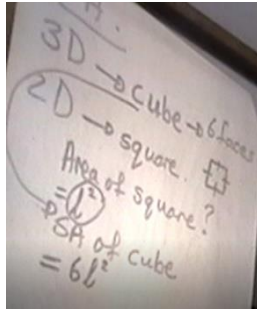 3D → cube → 6 faces
2D → square.
Area of square?
= l²
SA of cube
= 6l²